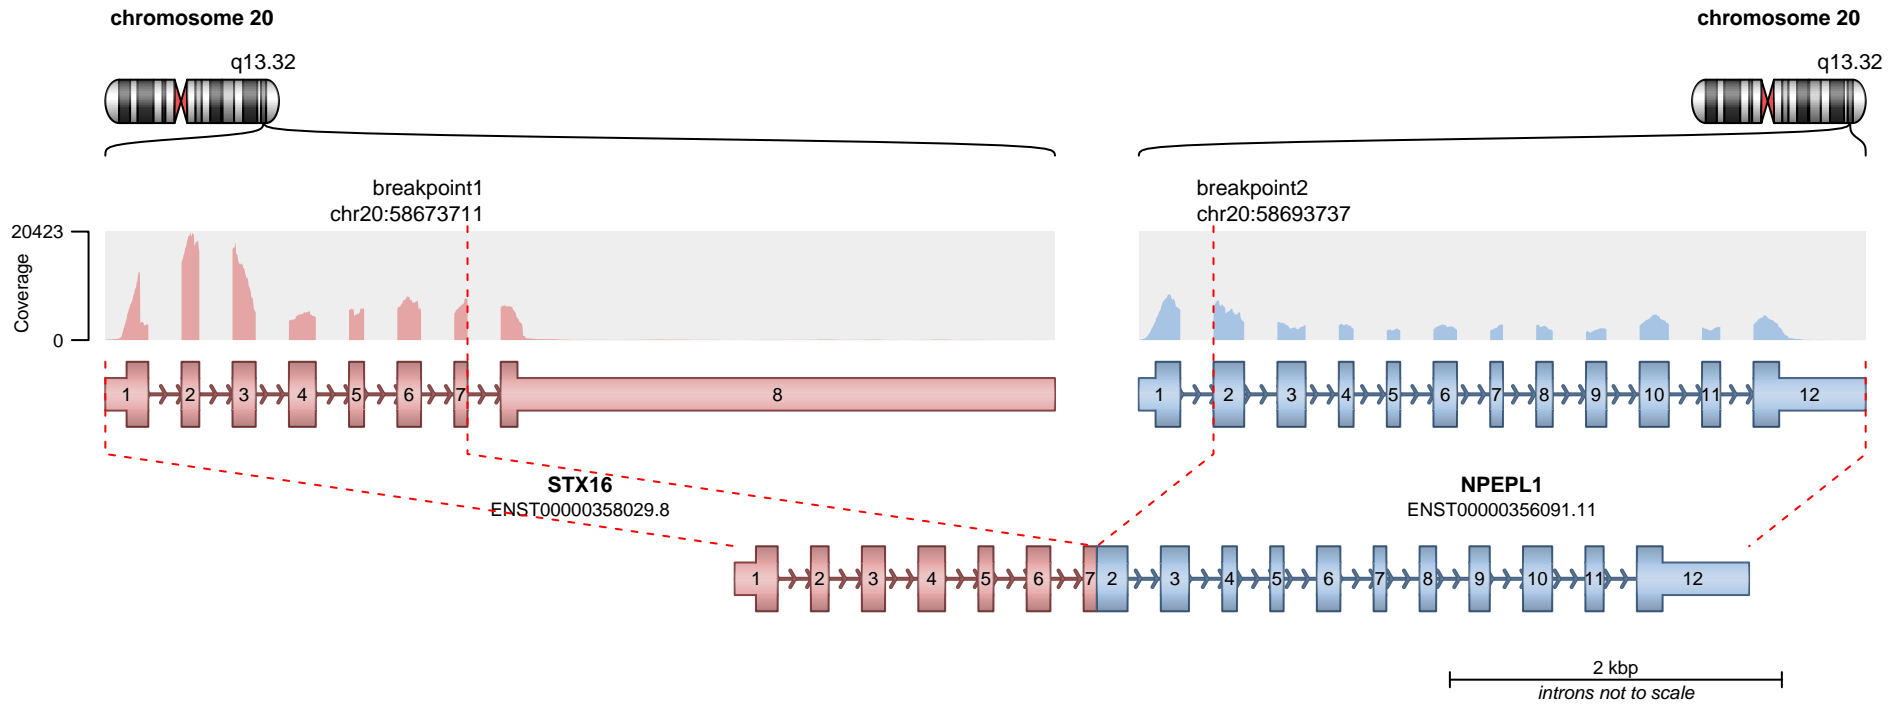 chromosome 20
chromosome 20
q13.32
q13.32
breakpoint1
chr20:58673711
breakpoint2
chr20:58693737
20423
Coverage
0
1 2 3 4 5 6 7 8
1 2 3 4 5 6 7 8 9 10 11 12
STX16
ENST00000358029.8
NPEPL1
ENST00000356091.11
1 2 3 4 5 6 7 2 3 4 5 6 7 8 9 10 11 12
2 kbp
introns not to scale